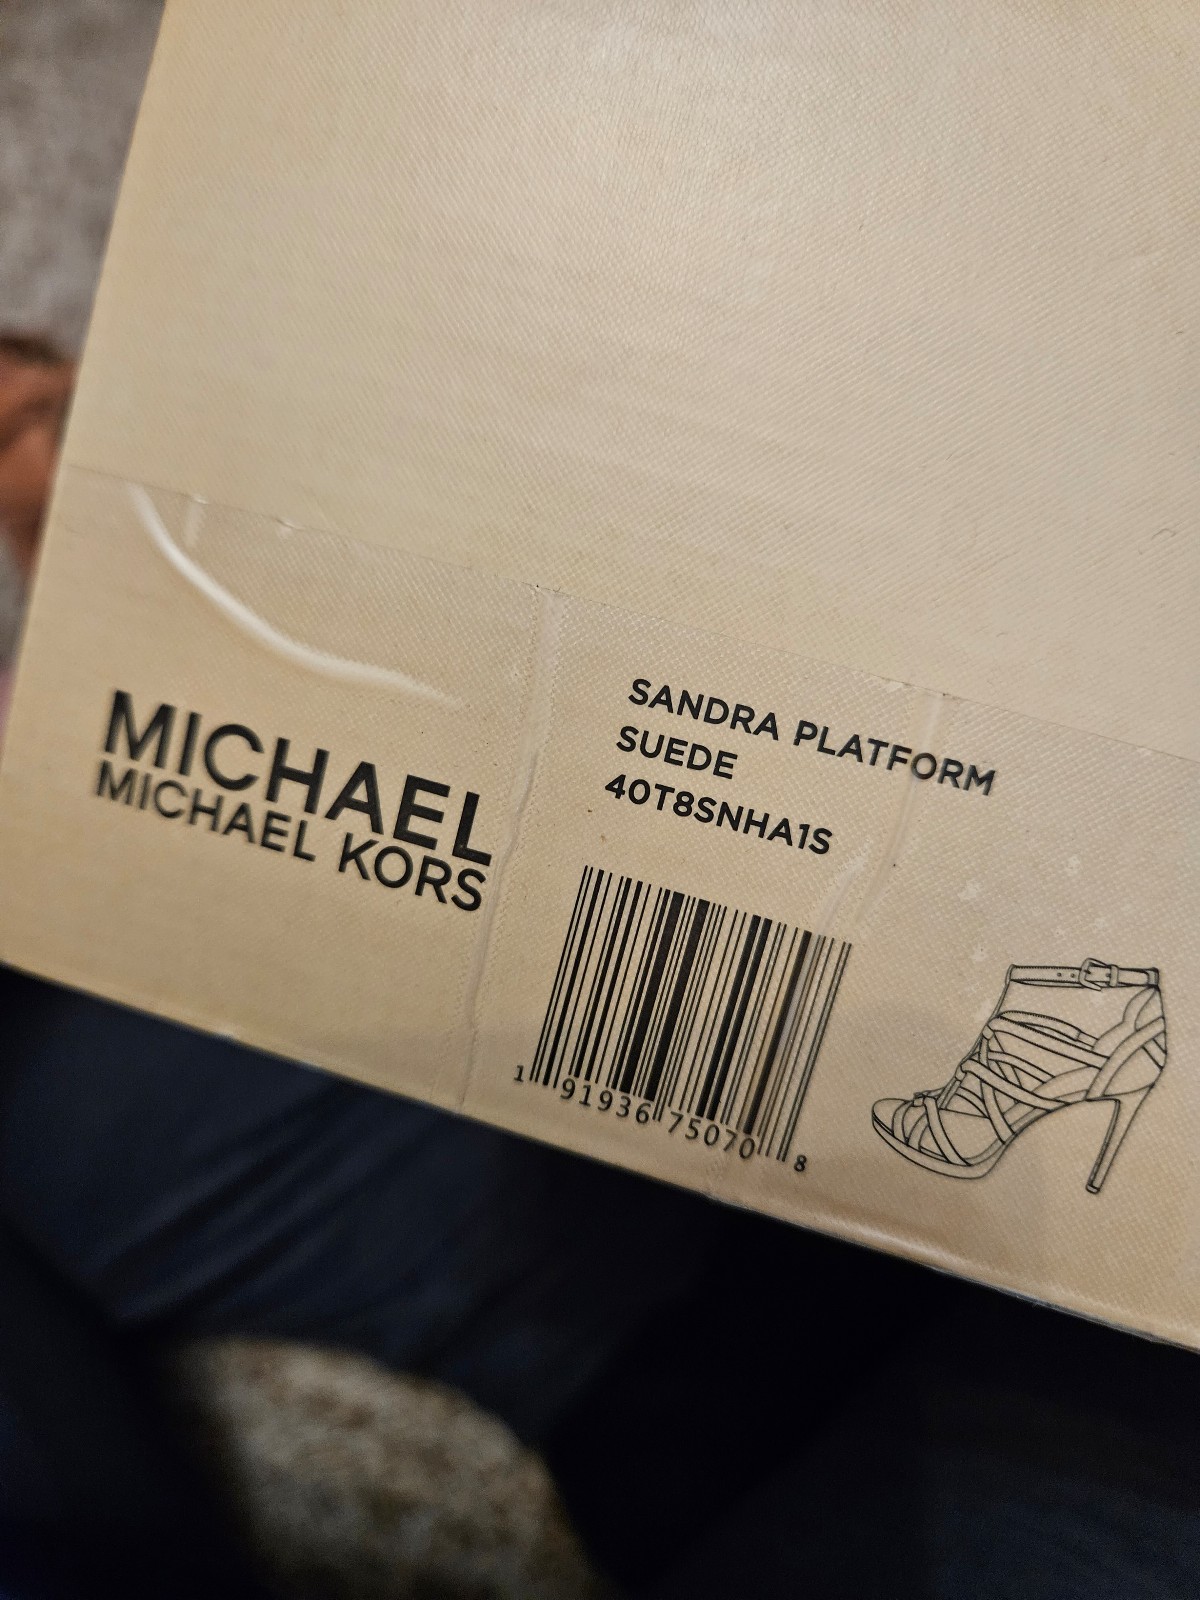 MICHAEL
MICHAEL KORS
SANDRA PLATFORM
SUEDE
40T8SNHA1S
1 91936 75070 8